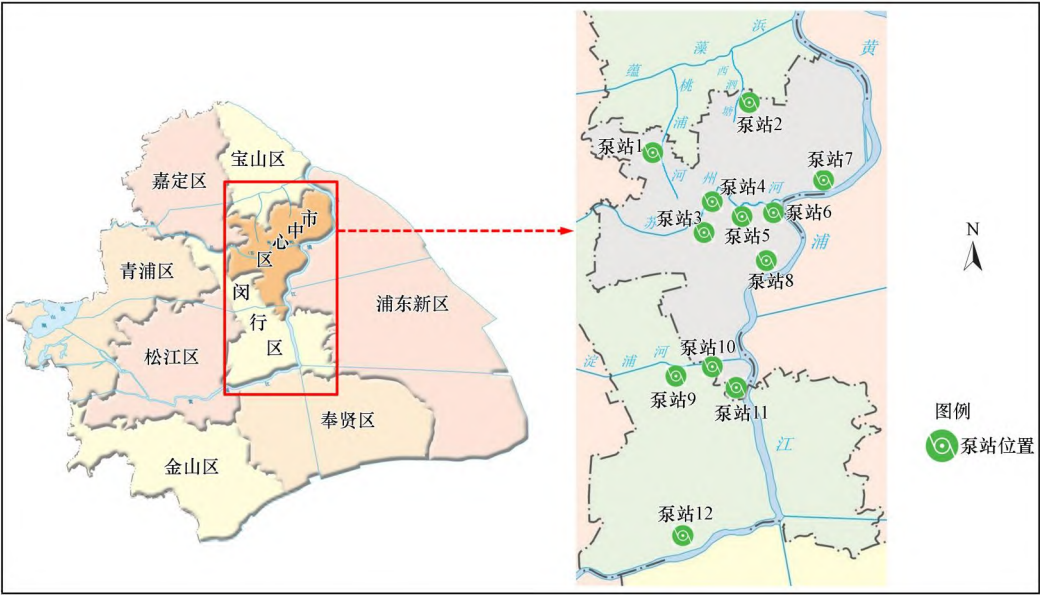 宝山区
嘉定区
市中心区
青浦区
闵行区
浦东新区
松江区
奉贤区
金山区
蕰藻浜
黄浦江
西泗塘
桃浦河
苏州河
淀浦河
泵站1
泵站2
泵站3
泵站4
泵站5
泵站6
泵站7
泵站8
泵站9
泵站10
泵站11
泵站12
N
图例
泵站位置